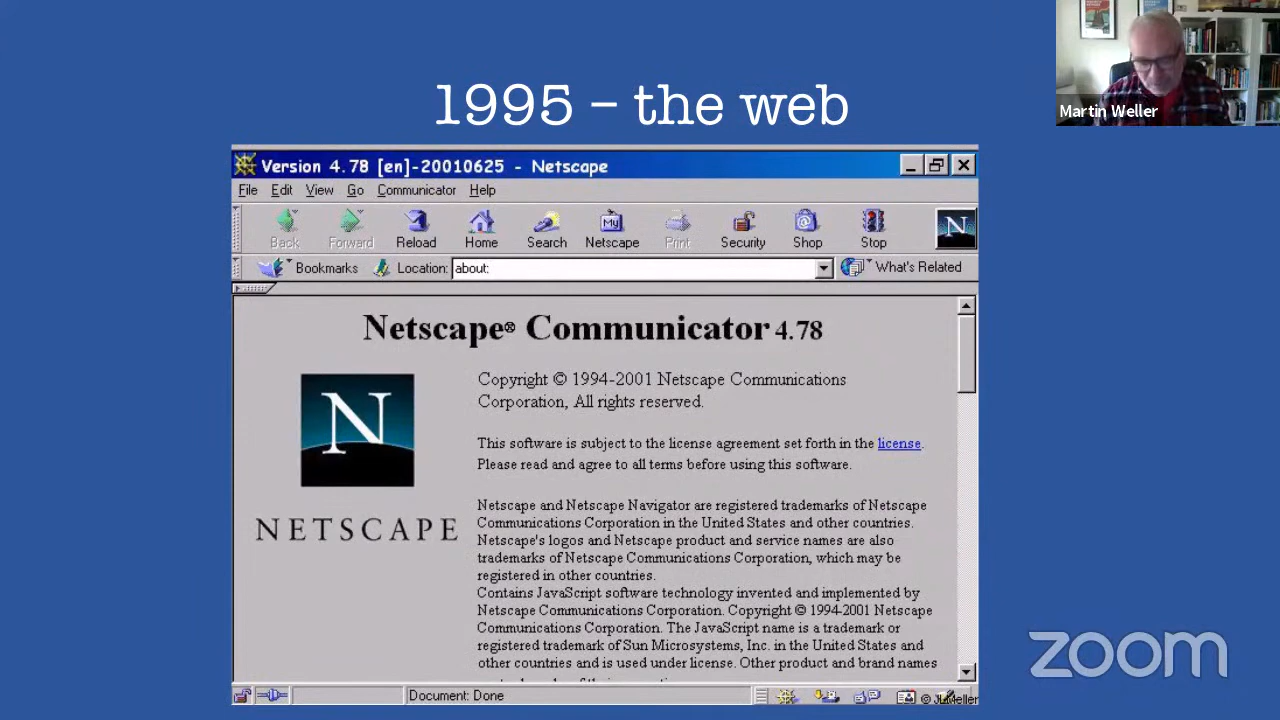 1995 – the web
Martin Weller
Version 4.78 [en]-20010625 - Netscape
File Edit View Go Communicator Help
Back Forward Reload Home Search Netscape Print Security Shop Stop
My
N
Bookmarks Location: about: What's Related
Netscape® Communicator 4.78
N
NETSCAPE
Copyright © 1994-2001 Netscape Communications
Corporation, All rights reserved.
This software is subject to the license agreement set forth in the license.
Please read and agree to all terms before using this software.
Netscape and Netscape Navigator are registered trademarks of Netscape
Communications Corporation in the United States and other countries.
Netscape's logos and Netscape product and service names are also
trademarks of Netscape Communications Corporation, which may be
registered in other countries.
Contains JavaScript software technology invented and implemented by
Netscape Communications Corporation. Copyright © 1994-2001 Netscape
Communications Corporation. The JavaScript name is a trademark or
registered trademark of Sun Microsystems, Inc. in the United States and
other countries and is used under license. Other product and brand names
Document: Done
zoom